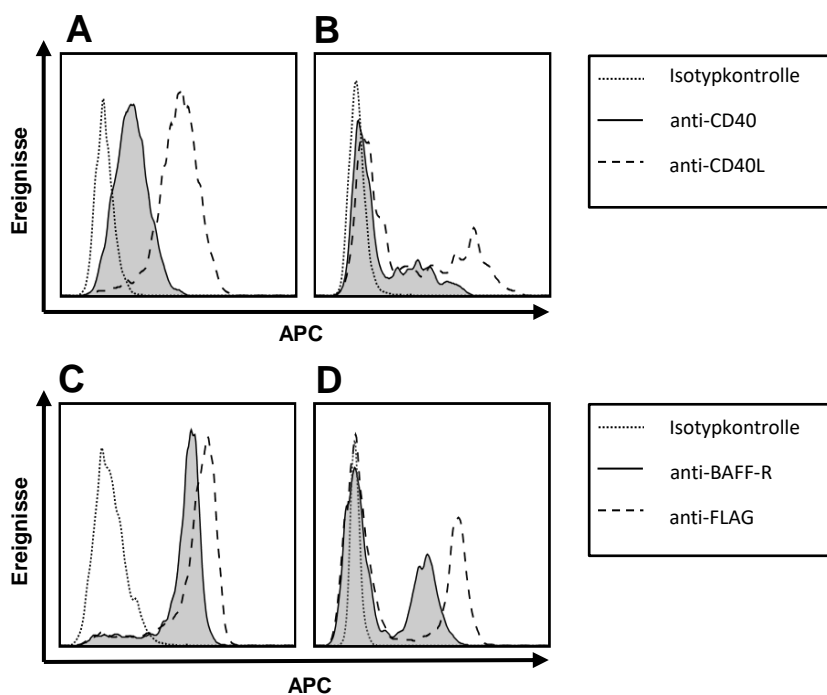 A
B
Ereignisse
APC
Isotypkontrolle
anti-CD40
anti-CD40L
C
D
Ereignisse
APC
Isotypkontrolle
anti-BAFF-R
anti-FLAG